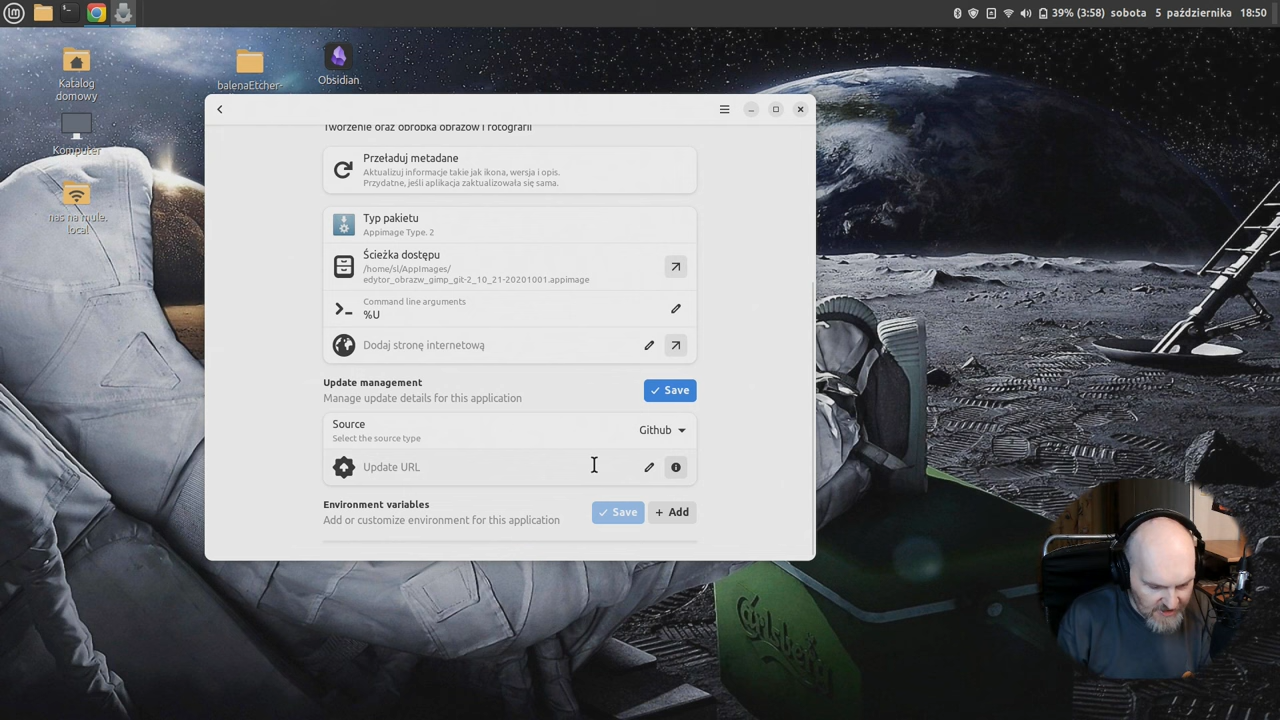 39% (3:58) sobota 5 października 18:50
Katalog
domowy
balenaEtcher-
Obsidian
Komputer
nas na mule.
local
Tworzenie oraz obróbka obrazów i fotografii
Przeładuj metadane
Aktualizuj informacje takie jak ikona, wersja i opis.
Przydatne, jeśli aplikacja zaktualizowała się sama.
Typ pakietu
Appimage Type. 2
Ścieżka dostępu
/home/sl/AppImages/
edytor_obrazw_gimp_git-2_10_21-20201001.appimage
Command line arguments
%U
Dodaj stronę internetową
Update management
Manage update details for this application
Save
Source
Select the source type
Github
Update URL
Environment variables
Add or customize environment for this application
Save
+ Add
Carlsberg